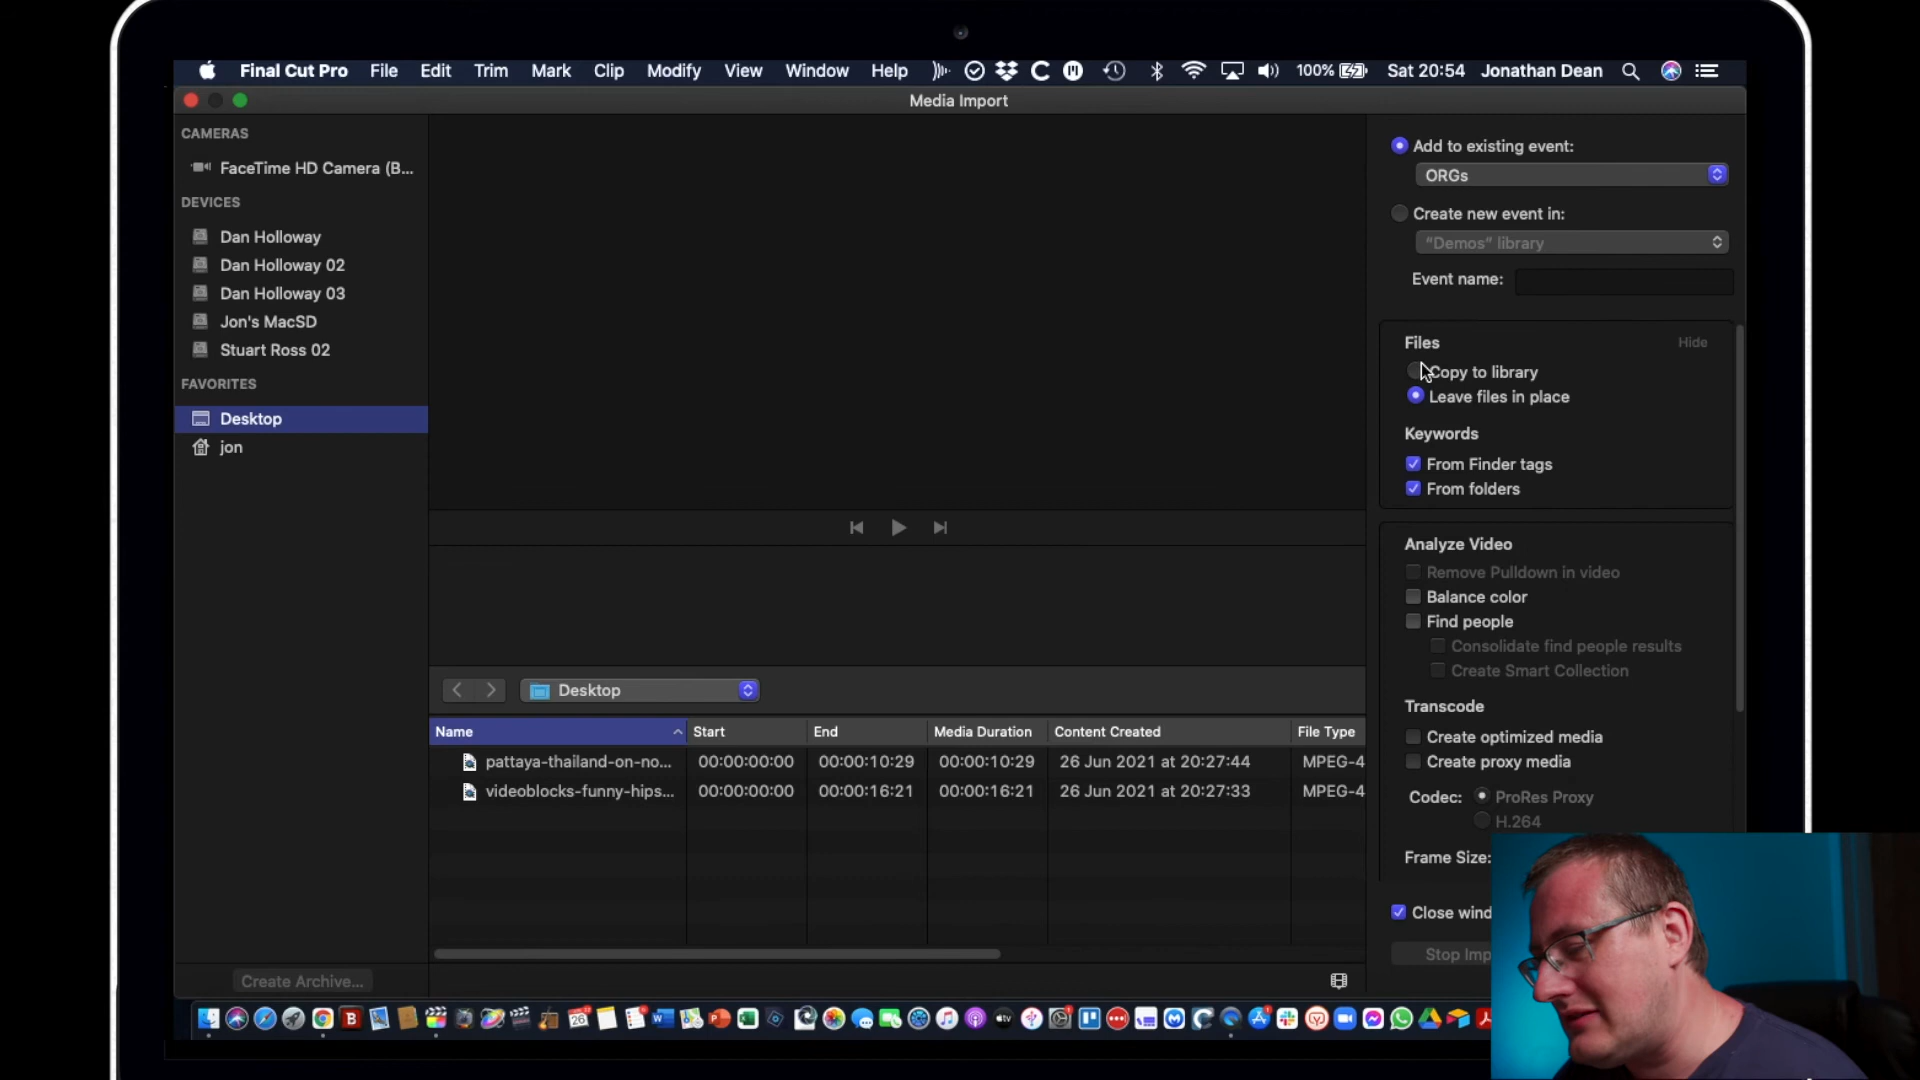 Final Cut Pro File Edit Trim Mark Clip Modify View Window Help 100% Sat 20:54 Jonathan Dean
Media Import
CAMERAS
FaceTime HD Camera (B...
DEVICES
Dan Holloway
Dan Holloway 02
Dan Holloway 03
Jon's MacSD
Stuart Ross 02
FAVORITES
Desktop
jon
Create Archive...
Desktop
Name Start End Media Duration Content Created File Type
pattaya-thailand-on-no... 00:00:00:00 00:00:10:29 00:00:10:29 26 Jun 2021 at 20:27:44 MPEG-4
videoblocks-funny-hips... 00:00:00:00 00:00:16:21 00:00:16:21 26 Jun 2021 at 20:27:33 MPEG-4
Add to existing event:
ORGs
Create new event in:
“Demos” library
Event name:
Files Hide
Copy to library
Leave files in place
Keywords
From Finder tags
From folders
Analyze Video
Remove Pulldown in video
Balance color
Find people
Consolidate find people results
Create Smart Collection
Transcode
Create optimized media
Create proxy media
Codec: ProRes Proxy
H.264
Frame Size:
Close wind
Stop Imp